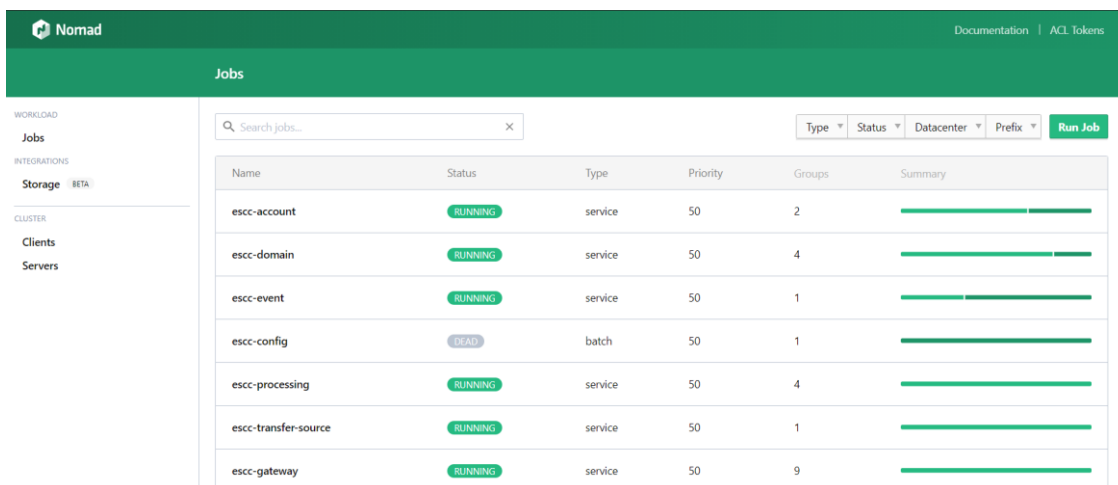 Nomad
Documentation | ACL Tokens
Jobs
WORKLOAD
Jobs
INTEGRATIONS
Storage BETA
CLUSTER
Clients
Servers
Search jobs...
Type Status Datacenter Prefix Run Job
Name Status Type Priority Groups Summary
escc-account RUNNING service 50 2
escc-domain RUNNING service 50 4
escc-event RUNNING service 50 1
escc-config DEAD batch 50 1
escc-processing RUNNING service 50 4
escc-transfer-source RUNNING service 50 1
escc-gateway RUNNING service 50 9